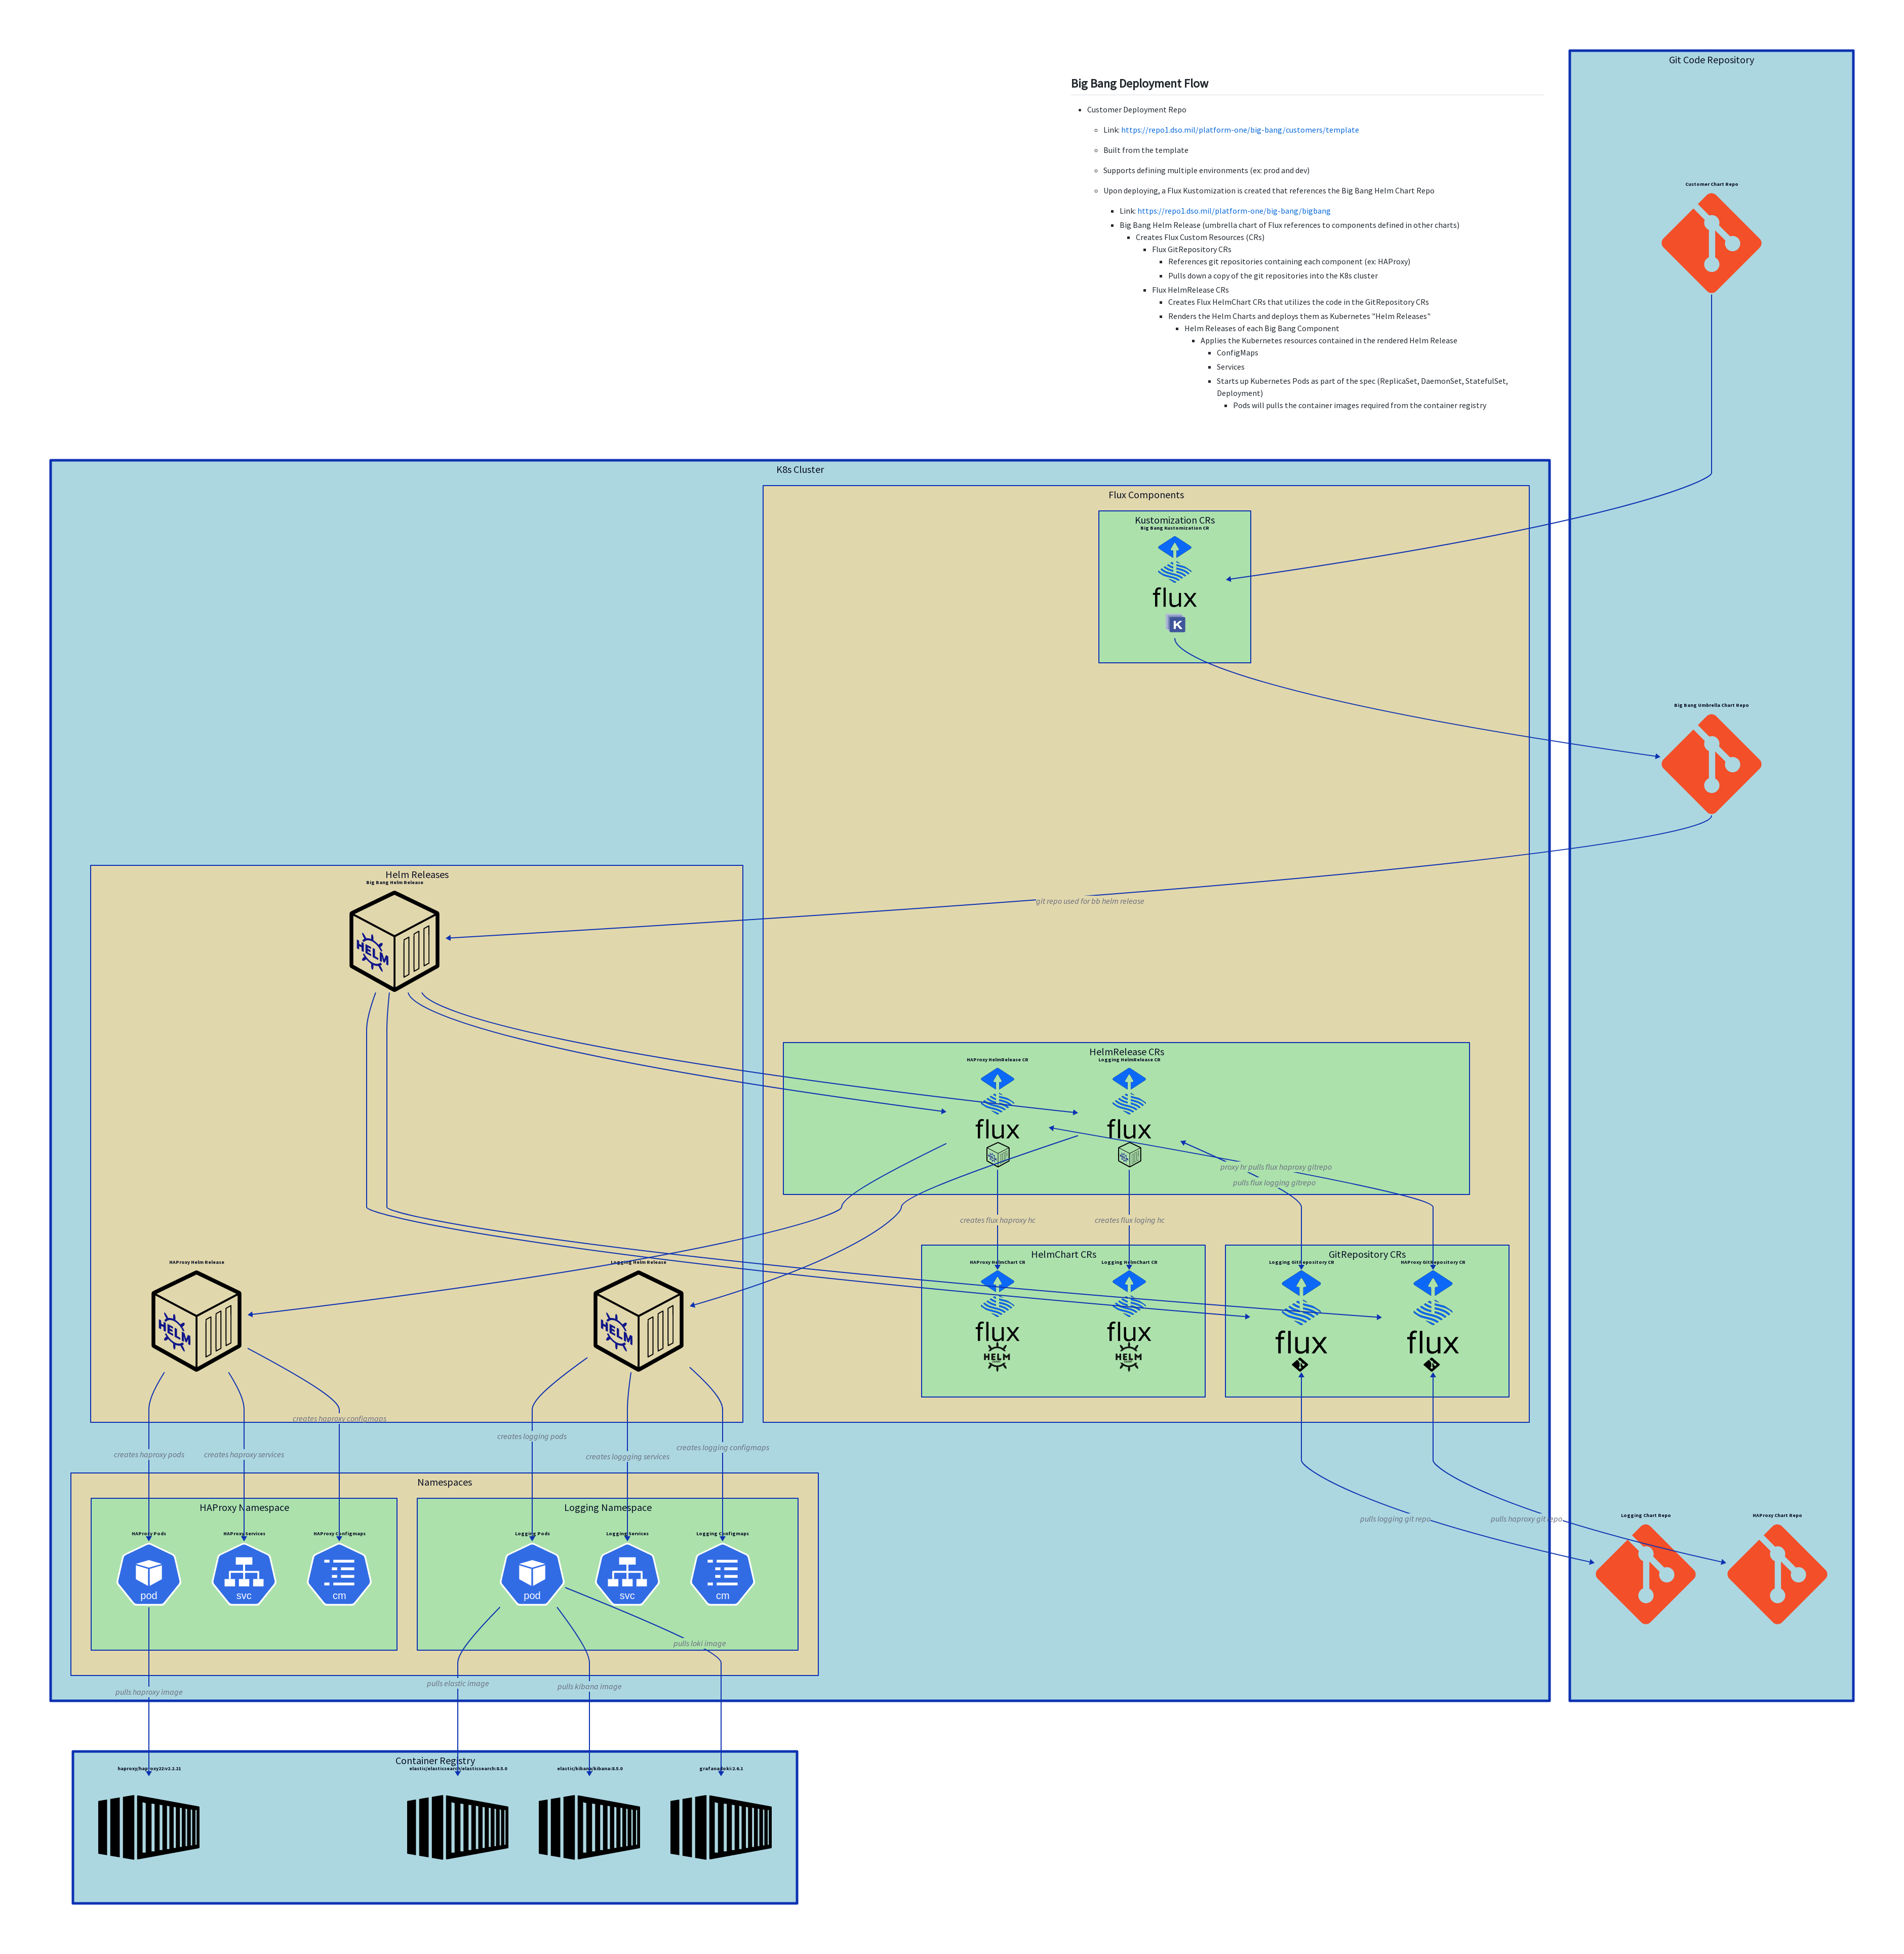 Git Code Repository
Big Bang Deployment Flow
Customer Deployment Repo
Link: https://repo1.dso.mil/platform-one/big-bang/customers/template
Built from the template
Supports defining multiple environments (ex: prod and dev)
Upon deploying, a Flux Kustomization is created that references the Big Bang Helm Chart Repo
Link: https://repo1.dso.mil/platform-one/big-bang/bigbang
Big Bang Helm Release (umbrella chart of Flux references to components defined in other charts)
Creates Flux Custom Resources (CRs)
Flux GitRepository CRs
References git repositories containing each component (ex: HAProxy)
Pulls down a copy of the git repositories into the K8s cluster
Flux HelmRelease CRs
Creates Flux HelmChart CRs that utilizes the code in the GitRepository CRs
Renders the Helm Charts and deploys them as Kubernetes "Helm Releases"
Helm Releases of each Big Bang Component
Applies the Kubernetes resources contained in the rendered Helm Release
ConfigMaps
Services
Starts up Kubernetes Pods as part of the spec (ReplicaSet, DaemonSet, StatefulSet,
Deployment)
Pods will pulls the container images required from the container registry
Customer Chart Repo
K8s Cluster
Flux Components
Kustomization CRs
Big Bang Kustomization CR
flux
K
Big Bang Umbrella Chart Repo
Helm Releases
Big Bang Helm Release
HELM
git repo used for bb helm release
HelmRelease CRs
HAProxy HelmRelease CR
Logging HelmRelease CR
flux
flux
proxy hr pulls flux haproxy gitrepo
pulls flux logging gitrepo
creates flux haproxy hc
creates flux loging hc
HelmChart CRs
GitRepository CRs
HAProxy Helm Release
Logging Helm Release
HAProxy HelmChart CR
Logging HelmChart CR
Logging GitRepository CR
HAProxy GitRepository CR
HELM
HELM
flux
flux
flux
flux
HELM
HELM
creates haproxy configmaps
creates logging pods
creates logging configmaps
creates haproxy pods
creates haproxy services
creates loggging services
Namespaces
HAProxy Namespace
Logging Namespace
pulls logging git repo
pulls haproxy git repo
Logging Chart Repo
HAProxy Chart Repo
HAProxy Pods
HAProxy Services
HAProxy Configmaps
Logging Pods
Logging Services
Logging Configmaps
pod
svc
cm
pod
svc
cm
pulls loki image
pulls haproxy image
pulls elastic image
pulls kibana image
Container Registry
haproxy/haproxy22:v2.2.21
elastic/elasticsearch/elasticsearch:8.5.0
elastic/kibana/kibana:8.5.0
grafana/loki:2.6.1